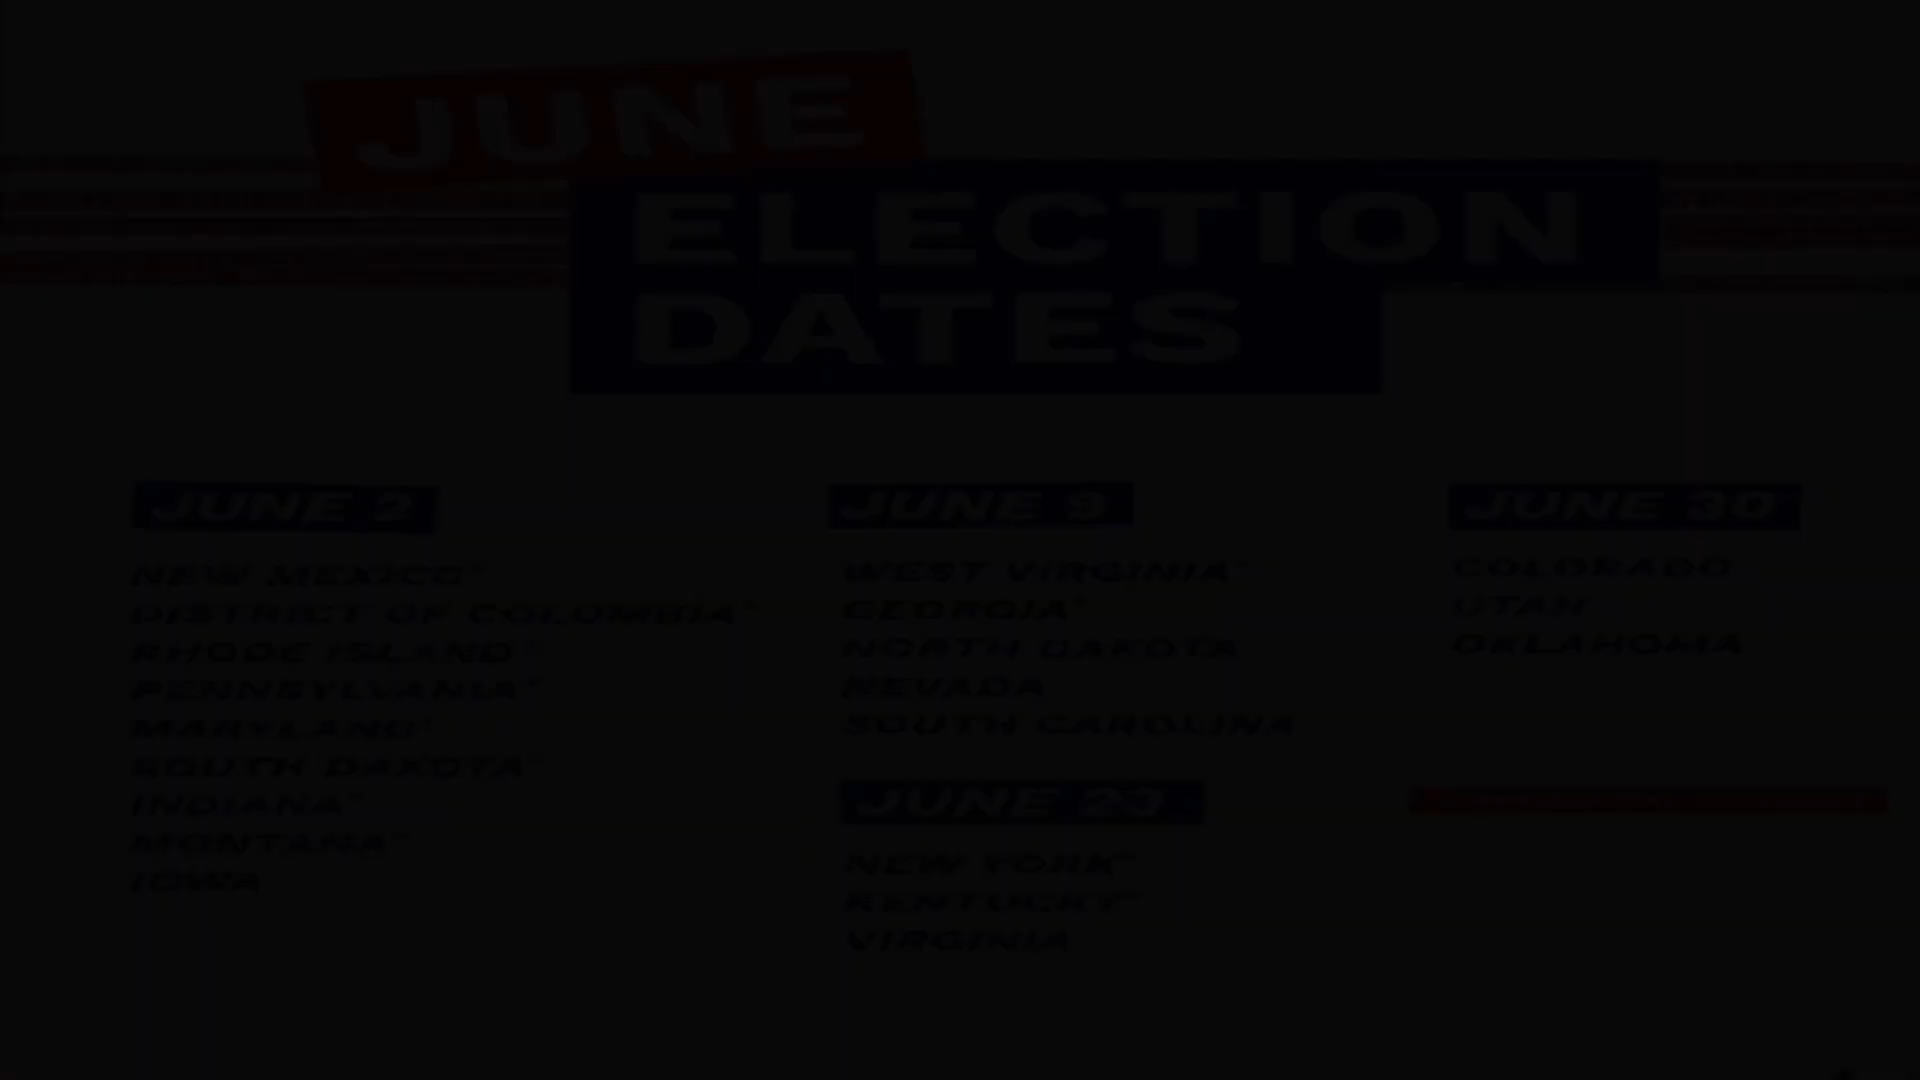 JUNE
ELECTION
DATES
JUNE 2
NEW MEXICO*
DISTRICT OF COLUMBIA*
RHODE ISLAND*
PENNSYLVANIA*
MARYLAND*
SOUTH DAKOTA*
INDIANA*
MONTANA*
IOWA
JUNE 9
WEST VIRGINIA*
GEORGIA*
NORTH DAKOTA
NEVADA
SOUTH CAROLINA
JUNE 23
NEW YORK**
KENTUCKY**
VIRGINIA
JUNE 30
COLORADO
UTAH
OKLAHOMA